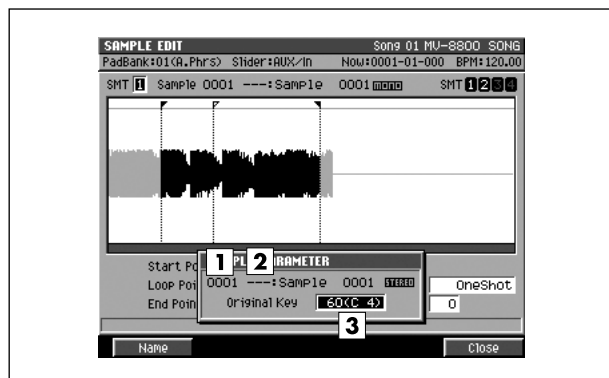 SAMPLE EDIT Song 01 MV-8800 SONG
PadBank:01(A.Phrs) Slider:AUX/In Now:0001-01-000 BPM:120.00
SMT 1 Sample 0001 ---:Sample 0001 mono SMT 1 2 3 4
1 2
Start Po
Loop Poi 0001 ---:Sample 0001 STEREO OneShot
End Poin Original Key 60(C 4) 0
3
Name Close